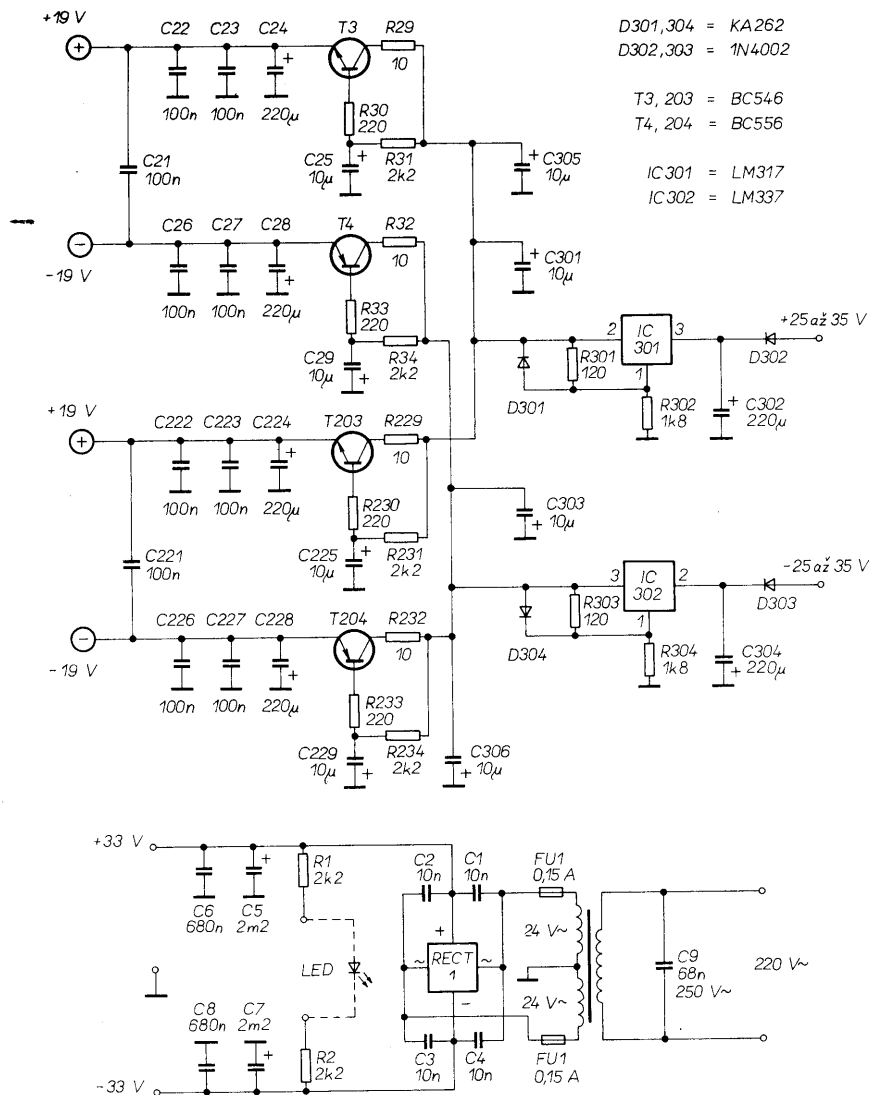 +19 V C22 C23 C24 T3 R29 D301,304 = KA262
10 D302,303 = 1N4002
100n 100n 220µ R30 220 T3, 203 = BC546
C21 100n C25 10µ R31 2k2 C305 10µ T4, 204 = BC556
IC301 = LM317
C26 C27 C28 T4 R32 IC302 = LM337
-19 V 10 C301 10µ
100n 100n 220µ R33 220
C29 10µ R34 2k2 2 IC 301 3 +25 až 35 V
R301 120 1 D302
D301 R302 1k8 C302 220µ
+19 V C222 C223 C224 T203 R229
10
100n 100n 220µ R230 220 C303 10µ
C221 100n C225 10µ R231 2k2 3 IC 302 2 -25 až 35 V
R303 120 1 D303
C226 C227 C228 T204 R232
-19 V 10 D304 R304 1k8 C304 220µ
100n 100n 220µ R233 220
C229 10µ R234 2k2 C306 10µ
+33 V R1 2k2 C2 10n C1 10n FU1 0,15 A
C6 680n C5 2m2 24 V~
LED ~ + RECT 1 - ~ C9 68n 250 V~ 220 V~
C8 680n C7 2m2 24 V~
R2 2k2 C3 10n C4 10n FU1 0,15 A
-33 V